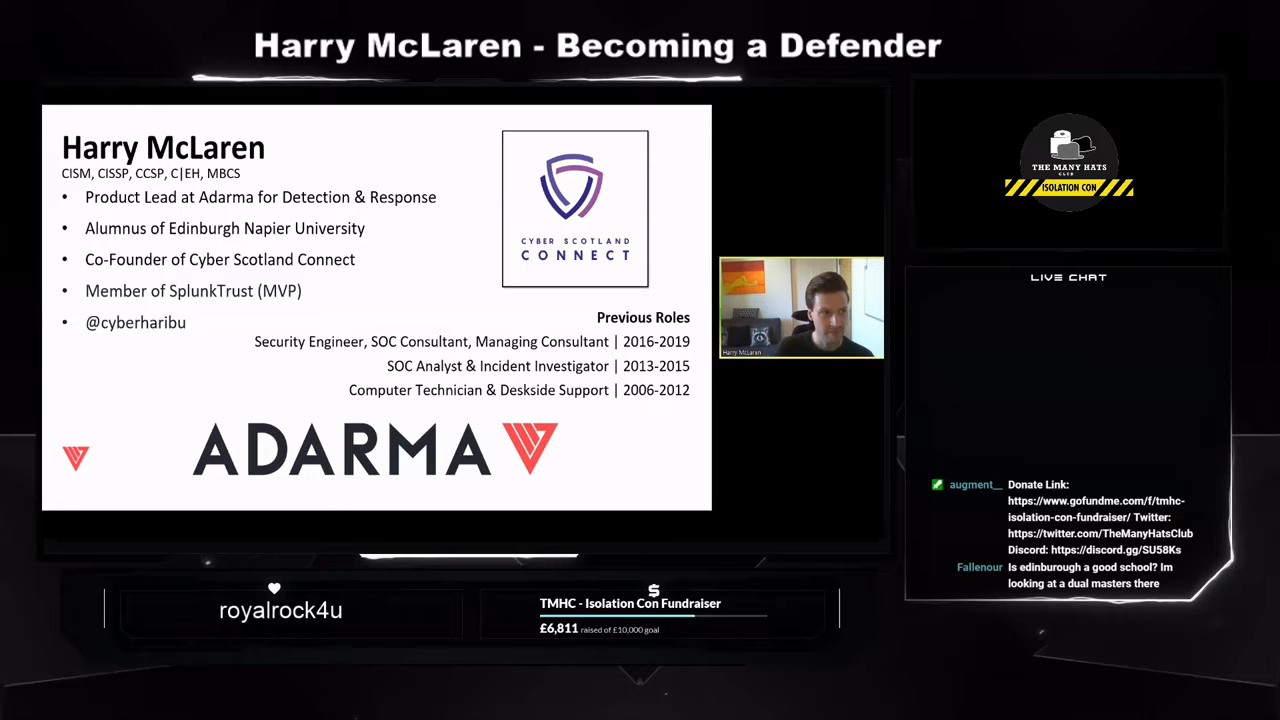 Harry McLaren - Becoming a Defender
Harry McLaren
CISM, CISSP, CCSP, C|EH, MBCS
• Product Lead at Adarma for Detection & Response
• Alumnus of Edinburgh Napier University
• Co-Founder of Cyber Scotland Connect
• Member of SplunkTrust (MVP)
• @cyberharibu
CYBER SCOTLAND
CONNECT
Previous Roles
Security Engineer, SOC Consultant, Managing Consultant | 2016-2019
SOC Analyst & Incident Investigator | 2013-2015
Computer Technician & Deskside Support | 2006-2012
ADARMA
Harry McLaren
THE MANY HATS
CLUB
ISOLATION CON
LIVE CHAT
augment__ Donate Link:
https://www.gofundme.com/f/tmhc-
isolation-con-fundraiser/ Twitter:
https://twitter.com/TheManyHatsClub
Discord: https://discord.gg/SU58Ks
Fallenour Is edinburough a good school? Im
looking at a dual masters there
royalrock4u
$
TMHC - Isolation Con Fundraiser
£6,811 raised of £10,000 goal